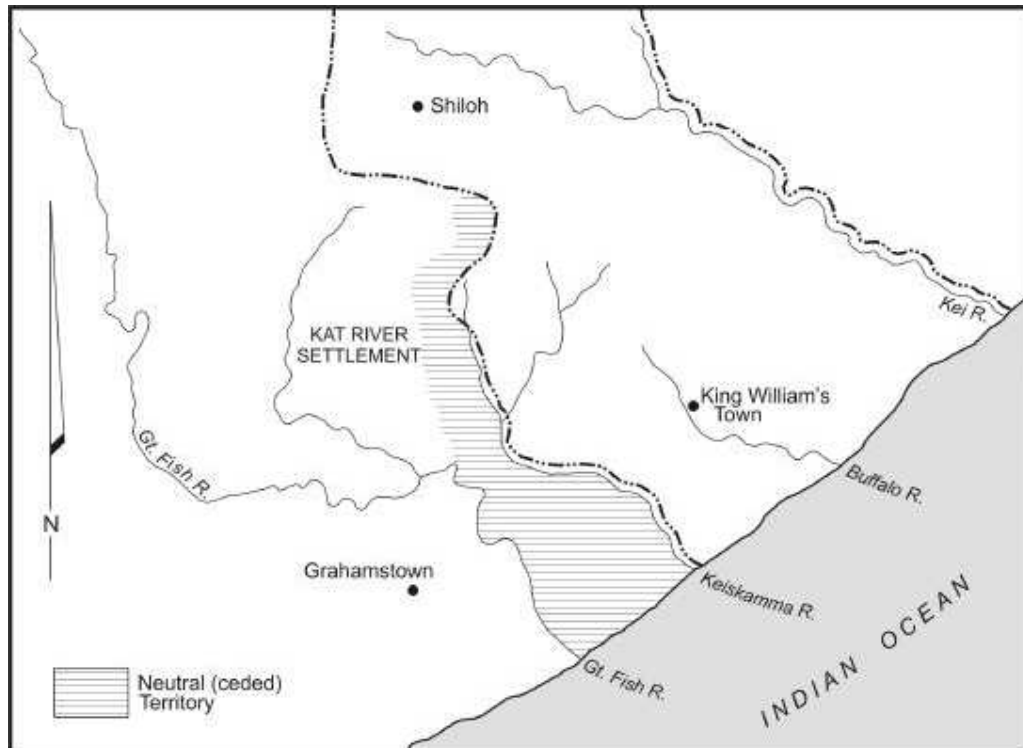 Shiloh
Kei R.
KAT RIVER
SETTLEMENT
King William's
Town
Gt. Fish R.
Buffalo R.
N
Grahamstown
Keiskamma R.
INDIAN OCEAN
Gt. Fish R.
Neutral (ceded)
Territory